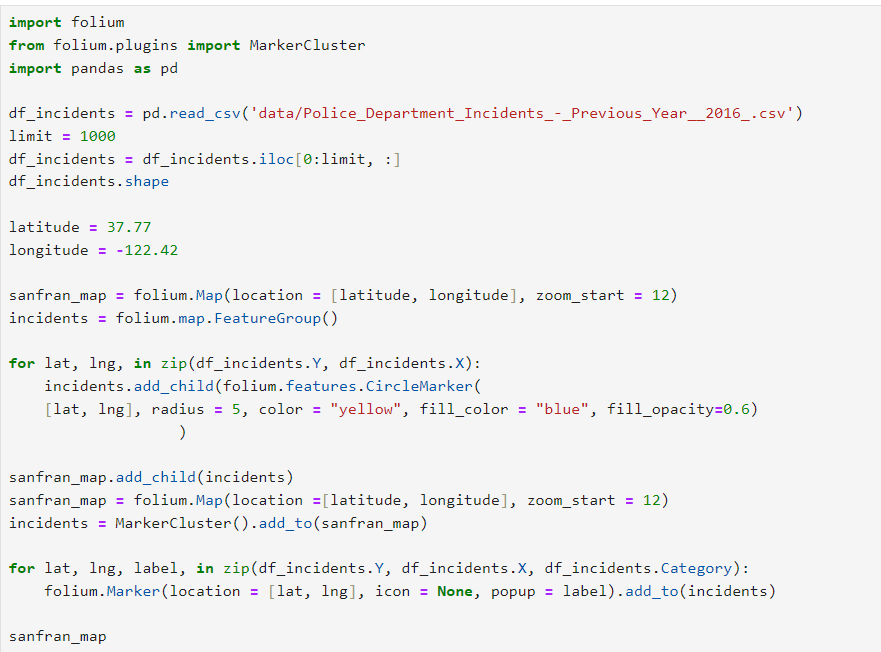 import folium
from folium.plugins import MarkerCluster
import pandas as pd
df_incidents = pd.read_csv('data/Police_Department_Incidents_-_Previous_Year__2016_.csv')
limit = 1000
df_incidents = df_incidents.iloc[0:limit, :]
df_incidents.shape
latitude = 37.77
longitude = -122.42
sanfran_map = folium.Map(location = [latitude, longitude], zoom_start = 12)
incidents = folium.map.FeatureGroup()
for lat, lng, in zip(df_incidents.Y, df_incidents.X):
    incidents.add_child(folium.features.CircleMarker(
    [lat, lng], radius = 5, color = "yellow", fill_color = "blue", fill_opacity=0.6)
                   )
sanfran_map.add_child(incidents)
sanfran_map = folium.Map(location =[latitude, longitude], zoom_start = 12)
incidents = MarkerCluster().add_to(sanfran_map)
for lat, lng, label, in zip(df_incidents.Y, df_incidents.X, df_incidents.Category):
    folium.Marker(location = [lat, lng], icon = None, popup = label).add_to(incidents)
sanfran_map